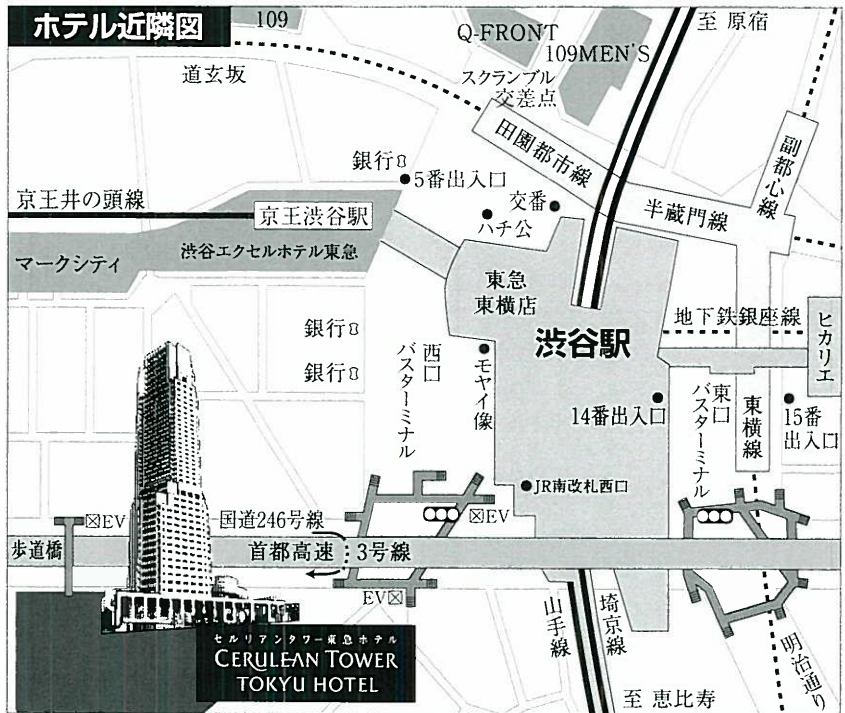 ホテル近隣図
109
道玄坂
Q-FRONT
109MEN'S
至 原宿
スクランブル
交差点
田園都市線
副都心線
銀行
5番出入口
交番
ハチ公
半蔵門線
京王井の頭線
京王渋谷駅
マークシティ
渋谷エクセルホテル東急
東急
東横店
渋谷駅
地下鉄銀座線
ヒカリエ
銀行
銀行
西口
バスターミナル
モヤイ像
14番出入口
東口
バスターミナル
東横線
15番
出入口
JR南改札西口
EV
国道246号線
EV
歩道橋
首都高速
3号線
EV
山手線
埼京線
明治通り
セルリアンタワー東急ホテル
CERULEAN TOWER
TOKYU HOTEL
至 恵比寿